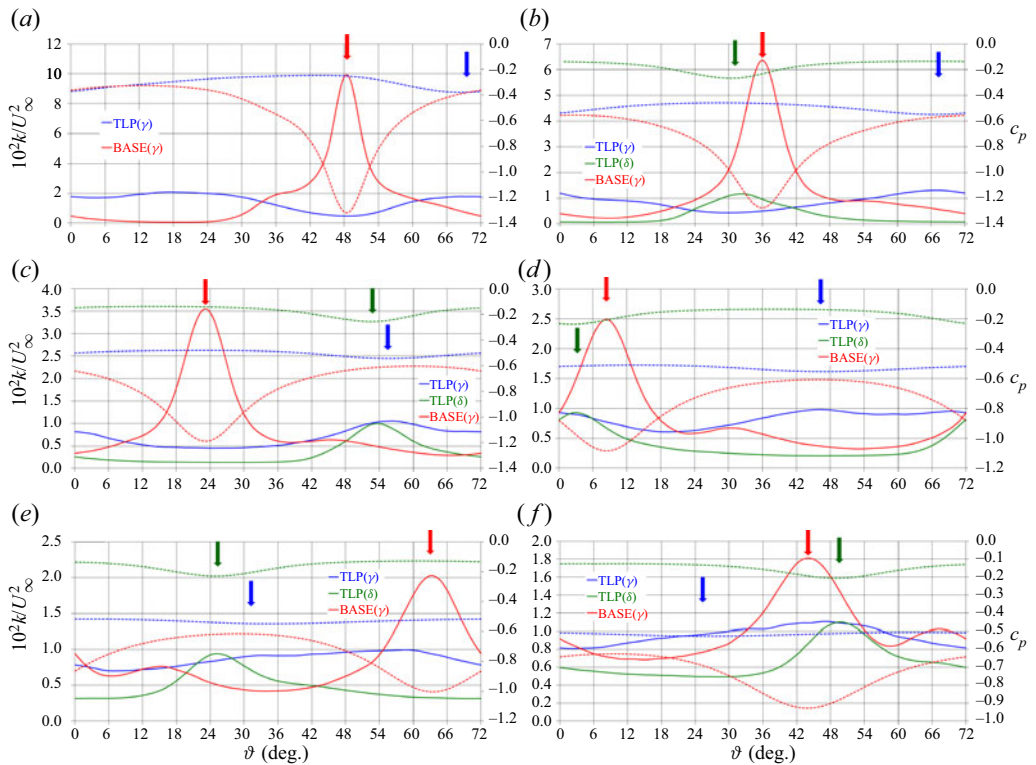 (a)
10²k/U²∞
12
10
8
6
4
2
0
TLP(γ)
BASE(γ)
0.0
−0.2
−0.4
−0.6
−0.8
−1.0
−1.2
−1.4
0 6 12 18 24 30 36 42 48 54 60 66 72
(b)
7
6
5
4
3
2
1
0
TLP(γ)
TLP(δ)
BASE(γ)
0.0
−0.2
−0.4
−0.6
−0.8
−1.0
−1.2
−1.4
c_p
0 6 12 18 24 30 36 42 48 54 60 66 72
(c)
10²k/U²∞
4.0
3.5
3.0
2.5
2.0
1.5
1.0
0.5
0.0
TLP(γ)
TLP(δ)
BASE(γ)
0.0
−0.2
−0.4
−0.6
−0.8
−1.0
−1.2
−1.4
0 6 12 18 24 30 36 42 48 54 60 66 72
(d)
3.0
2.5
2.0
1.5
1.0
0.5
0.0
TLP(γ)
TLP(δ)
BASE(γ)
0.0
−0.2
−0.4
−0.6
−0.8
−1.0
−1.2
c_p
0 6 12 18 24 30 36 42 48 54 60 66 72
(e)
10²k/U²∞
2.5
2.0
1.5
1.0
0.5
0.0
TLP(γ)
TLP(δ)
BASE(γ)
0.0
−0.2
−0.4
−0.6
−0.8
−1.0
−1.2
0 6 12 18 24 30 36 42 48 54 60 66 72
ϑ (deg.)
(f)
2.0
1.8
1.6
1.4
1.2
1.0
0.8
0.6
0.4
0.2
0.0
TLP(γ)
TLP(δ)
BASE(γ)
0.0
−0.1
−0.2
−0.3
−0.4
−0.5
−0.6
−0.7
−0.8
−0.9
−1.0
c_p
0 6 12 18 24 30 36 42 48 54 60 66 72
ϑ (deg.)